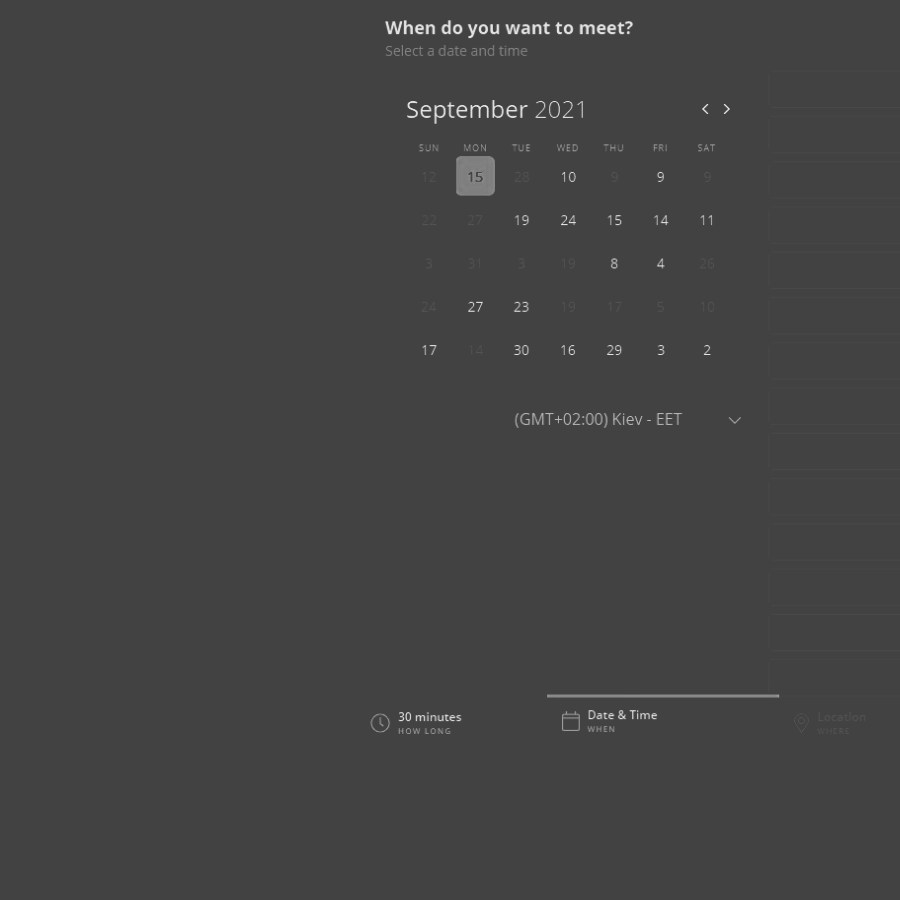 When do you want to meet?
Select a date and time
September 2021
SUN MON TUE WED THU FRI SAT
12 15 28 10 9 9 9
22 27 19 24 15 14 11
3 31 3 19 8 4 26
24 27 23 19 17 5 10
17 14 30 16 29 3 2
(GMT+02:00) Kiev - EET
30 minutes
HOW LONG
Date & Time
WHEN
Location
WHERE